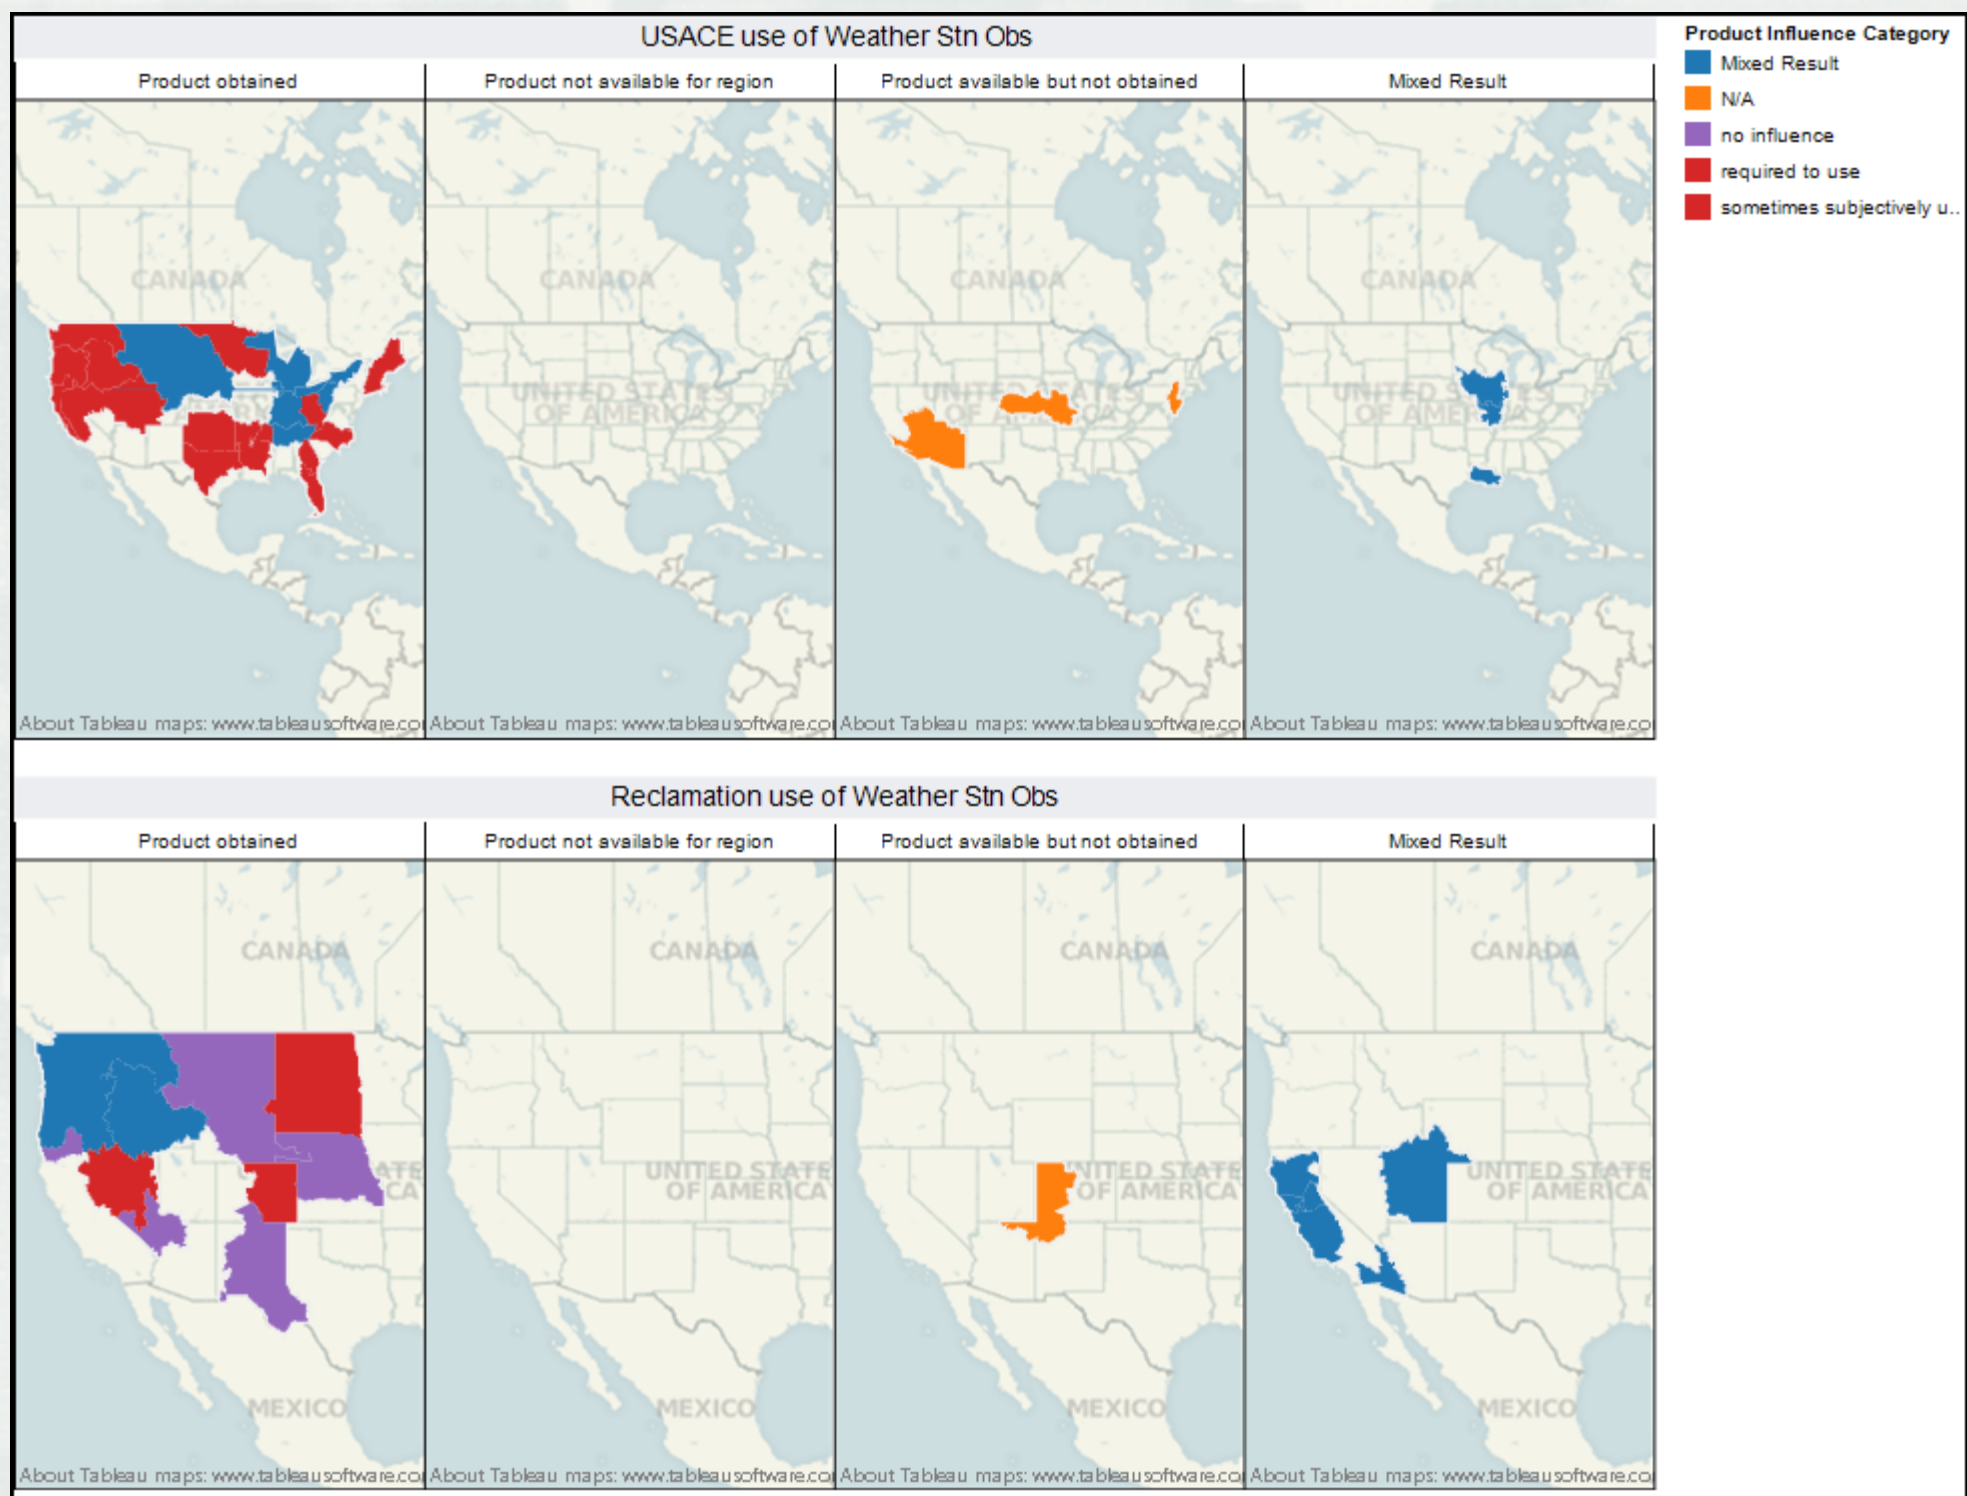 USACE use of Weather Stn Obs
Product obtained
Product not available for region
Product available but not obtained
Mixed Result
CANADA
CANADA
CANADA
CANADA
UNITED STATES
OF AMERICA
UNITED STATES
OF AMERICA
UNITED STATES
OF AMERICA
About Tableau maps: www.tableausoftware.co
About Tableau maps: www.tableausoftware.co
About Tableau maps: www.tableausoftware.co
About Tableau maps: www.tableausoftware.co
Product Influence Category
Mixed Result
N/A
no influence
required to use
sometimes subjectively u..
Reclamation use of Weather Stn Obs
Product obtained
Product not available for region
Product available but not obtained
Mixed Result
CANADA
CANADA
CANADA
CANADA
UNITED STATE
OF AMERICA
UNITED STATE
OF AMERICA
UNITED STATE
OF AMERICA
MEXICO
MEXICO
MEXICO
MEXICO
About Tableau maps: www.tableausoftware.co
About Tableau maps: www.tableausoftware.co
About Tableau maps: www.tableausoftware.co
About Tableau maps: www.tableausoftware.co